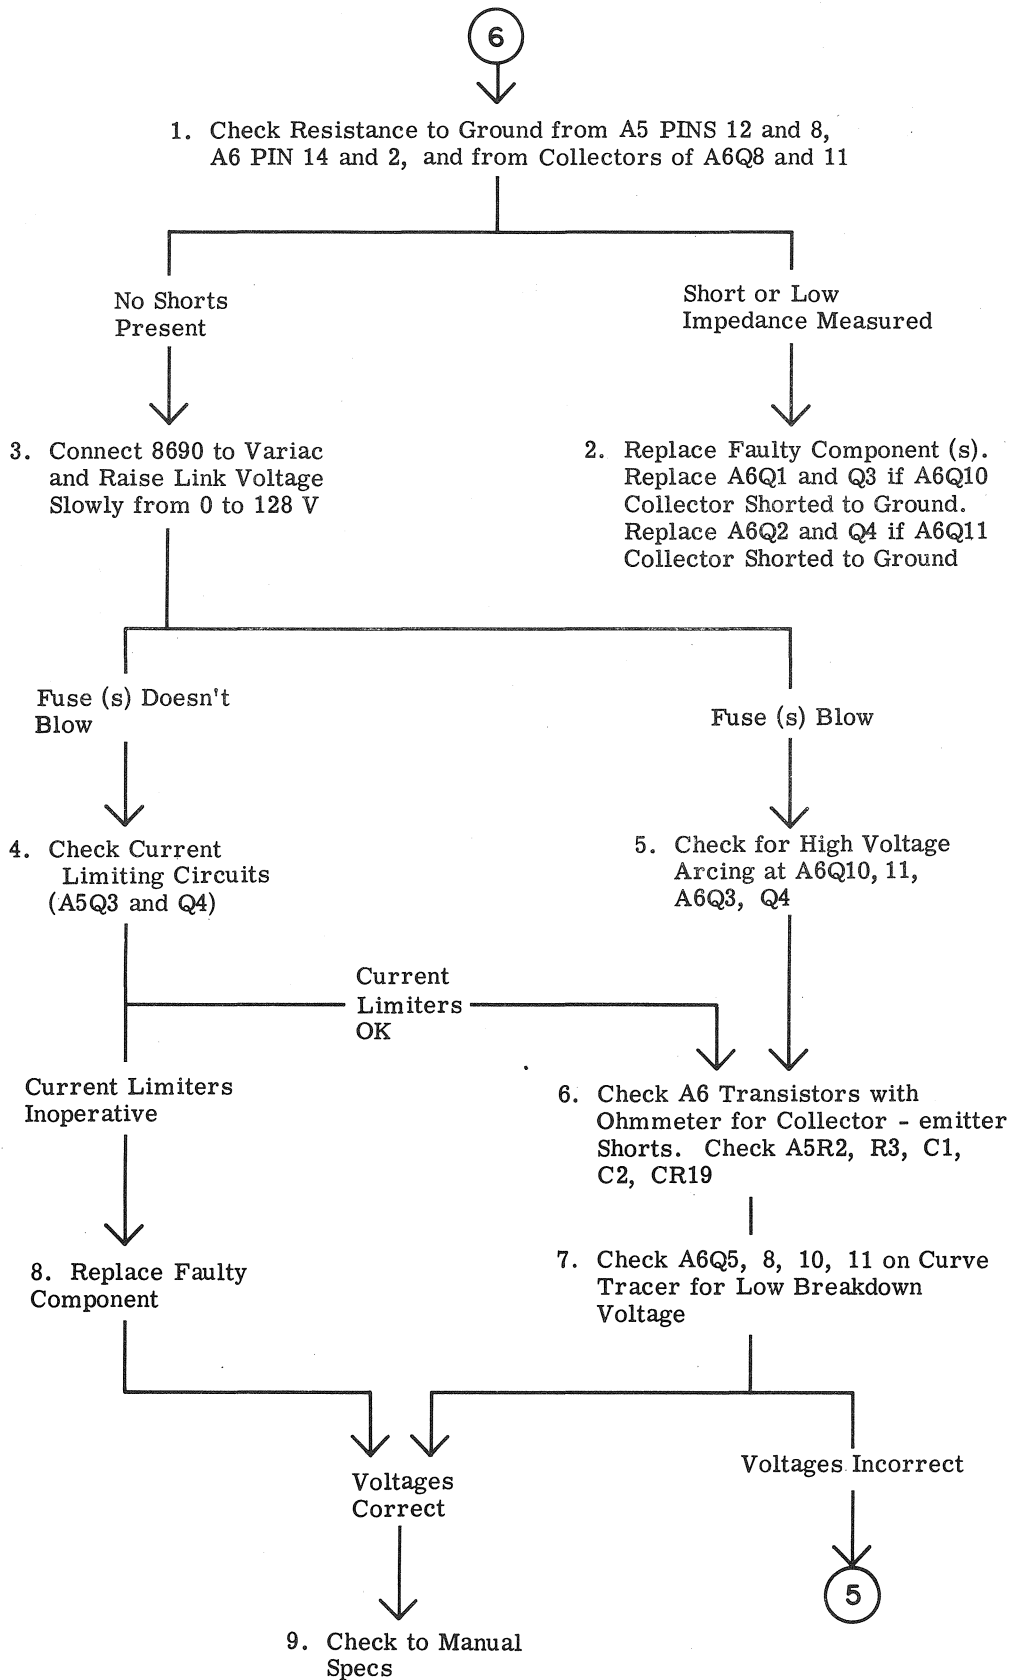 6
1. Check Resistance to Ground from A5 PINS 12 and 8,
A6 PIN 14 and 2, and from Collectors of A6Q8 and 11
No Shorts
Present
Short or Low
Impedance Measured
3. Connect 8690 to Variac
and Raise Link Voltage
Slowly from 0 to 128 V
2. Replace Faulty Component (s).
Replace A6Q1 and Q3 if A6Q10
Collector Shorted to Ground.
Replace A6Q2 and Q4 if A6Q11
Collector Shorted to Ground
Fuse (s) Doesn't
Blow
Fuse (s) Blow
4. Check Current
Limiting Circuits
(A5Q3 and Q4)
5. Check for High Voltage
Arcing at A6Q10, 11,
A6Q3, Q4
Current
Limiters
OK
Current Limiters
Inoperative
6. Check A6 Transistors with
Ohmmeter for Collector - emitter
Shorts. Check A5R2, R3, C1,
C2, CR19
8. Replace Faulty
Component
7. Check A6Q5, 8, 10, 11 on Curve
Tracer for Low Breakdown
Voltage
Voltages
Correct
Voltages Incorrect
5
9. Check to Manual
Specs